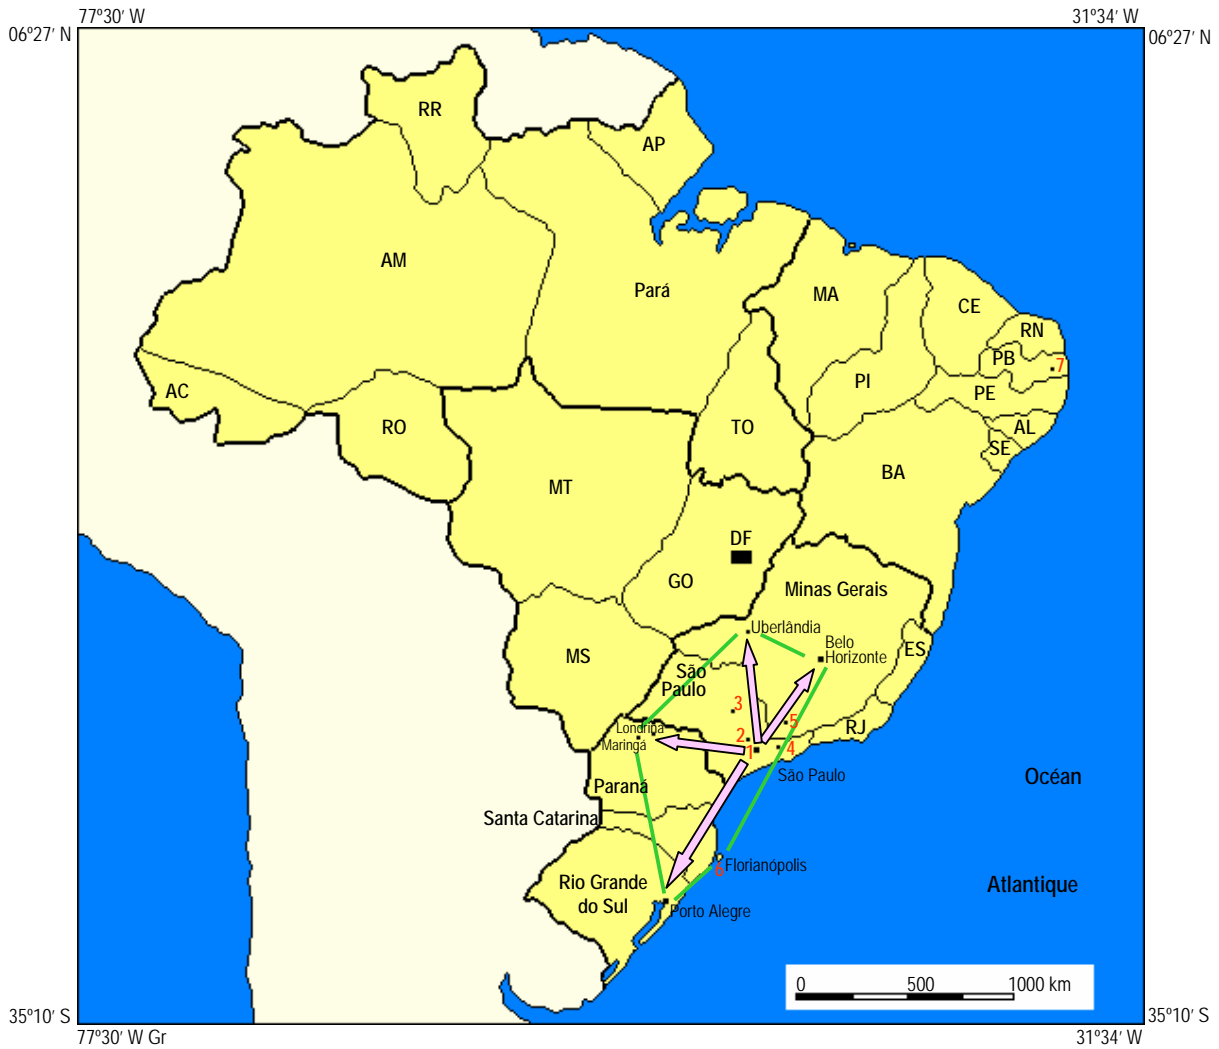 77º30′ W
31º34′ W
06º27′ N
06º27′ N
RR
AP
AM
Pará
MA
CE
RN
PB
7
PI
PE
AC
RO
TO
AL
SE
BA
MT
DF
GO
Minas Gerais
Uberlândia
Belo
Horizonte
ES
MS
São
Paulo
3
5
RJ
Londrina
Maringá
2
1
4
São Paulo
Océan
Paraná
Santa Catarina
6
Florianópolis
Rio Grande
do Sul
Atlantique
Porto Alegre
0 500 1000 km
35º10′ S
35º10′ S
77º30′ W Gr
31º34′ W